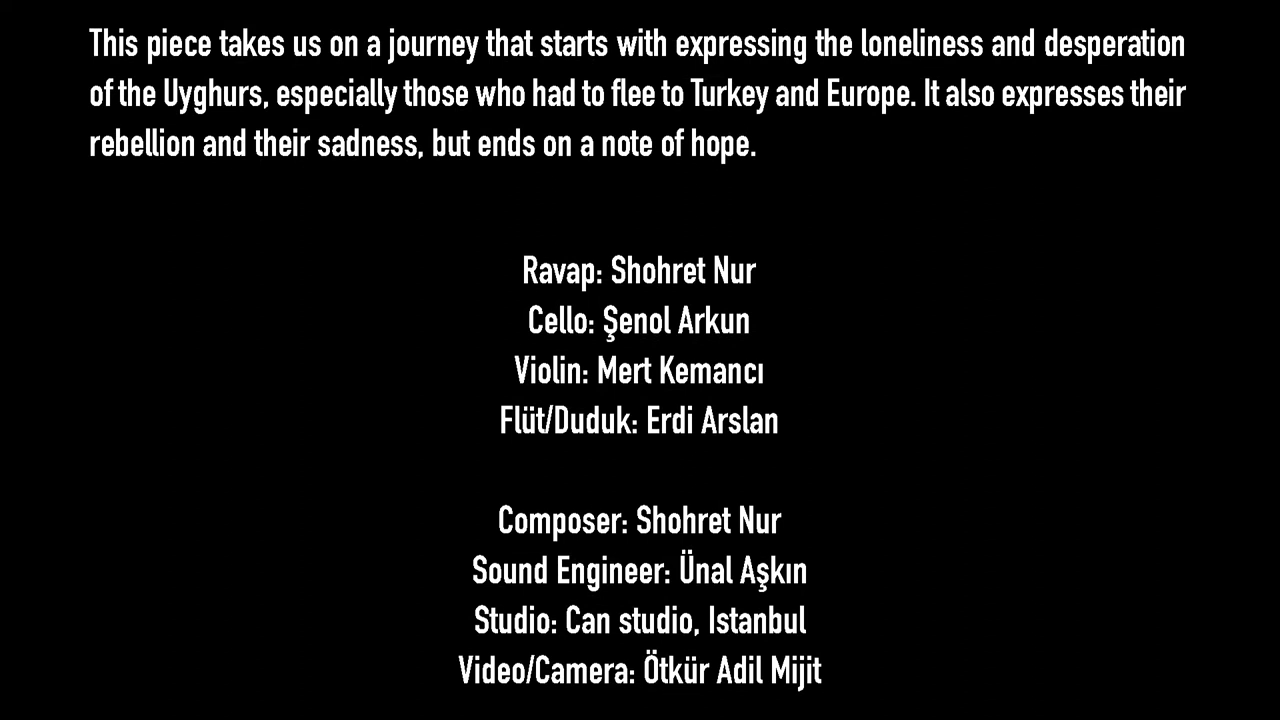 This piece takes us on a journey that starts with expressing the loneliness and desperation
of the Uyghurs, especially those who had to flee to Turkey and Europe. It also expresses their
rebellion and their sadness, but ends on a note of hope.
Ravap: Shohret Nur
Cello: Şenol Arkun
Violin: Mert Kemancı
Flüt/Duduk: Erdi Arslan
Composer: Shohret Nur
Sound Engineer: Ünal Aşkın
Studio: Can studio, Istanbul
Video/Camera: Ötkür Adil Mijit